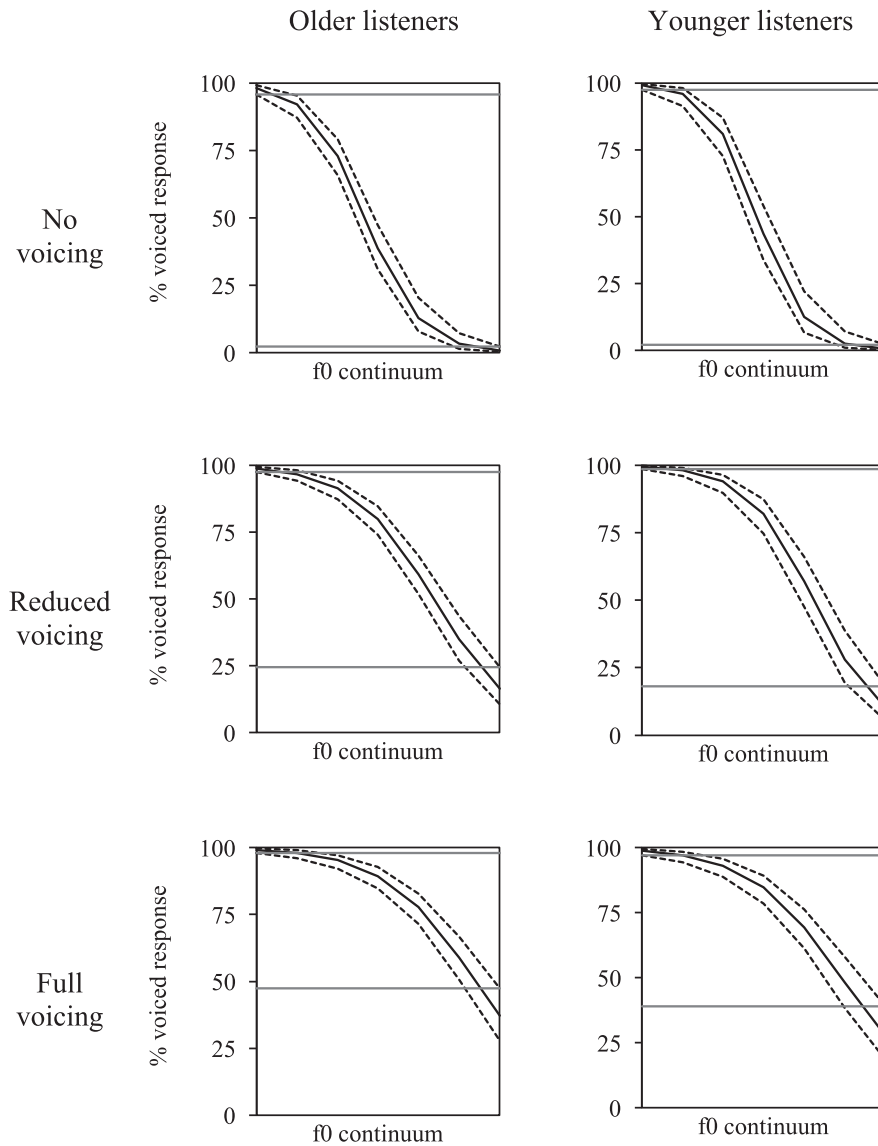 Older listeners
Younger listeners
No
voicing
% voiced response
100
75
50
25
0
f0 continuum
100
75
50
25
0
f0 continuum
Reduced
voicing
% voiced response
100
75
50
25
0
f0 continuum
100
75
50
25
0
f0 continuum
Full
voicing
% voiced response
100
75
50
25
0
f0 continuum
100
75
50
25
0
f0 continuum